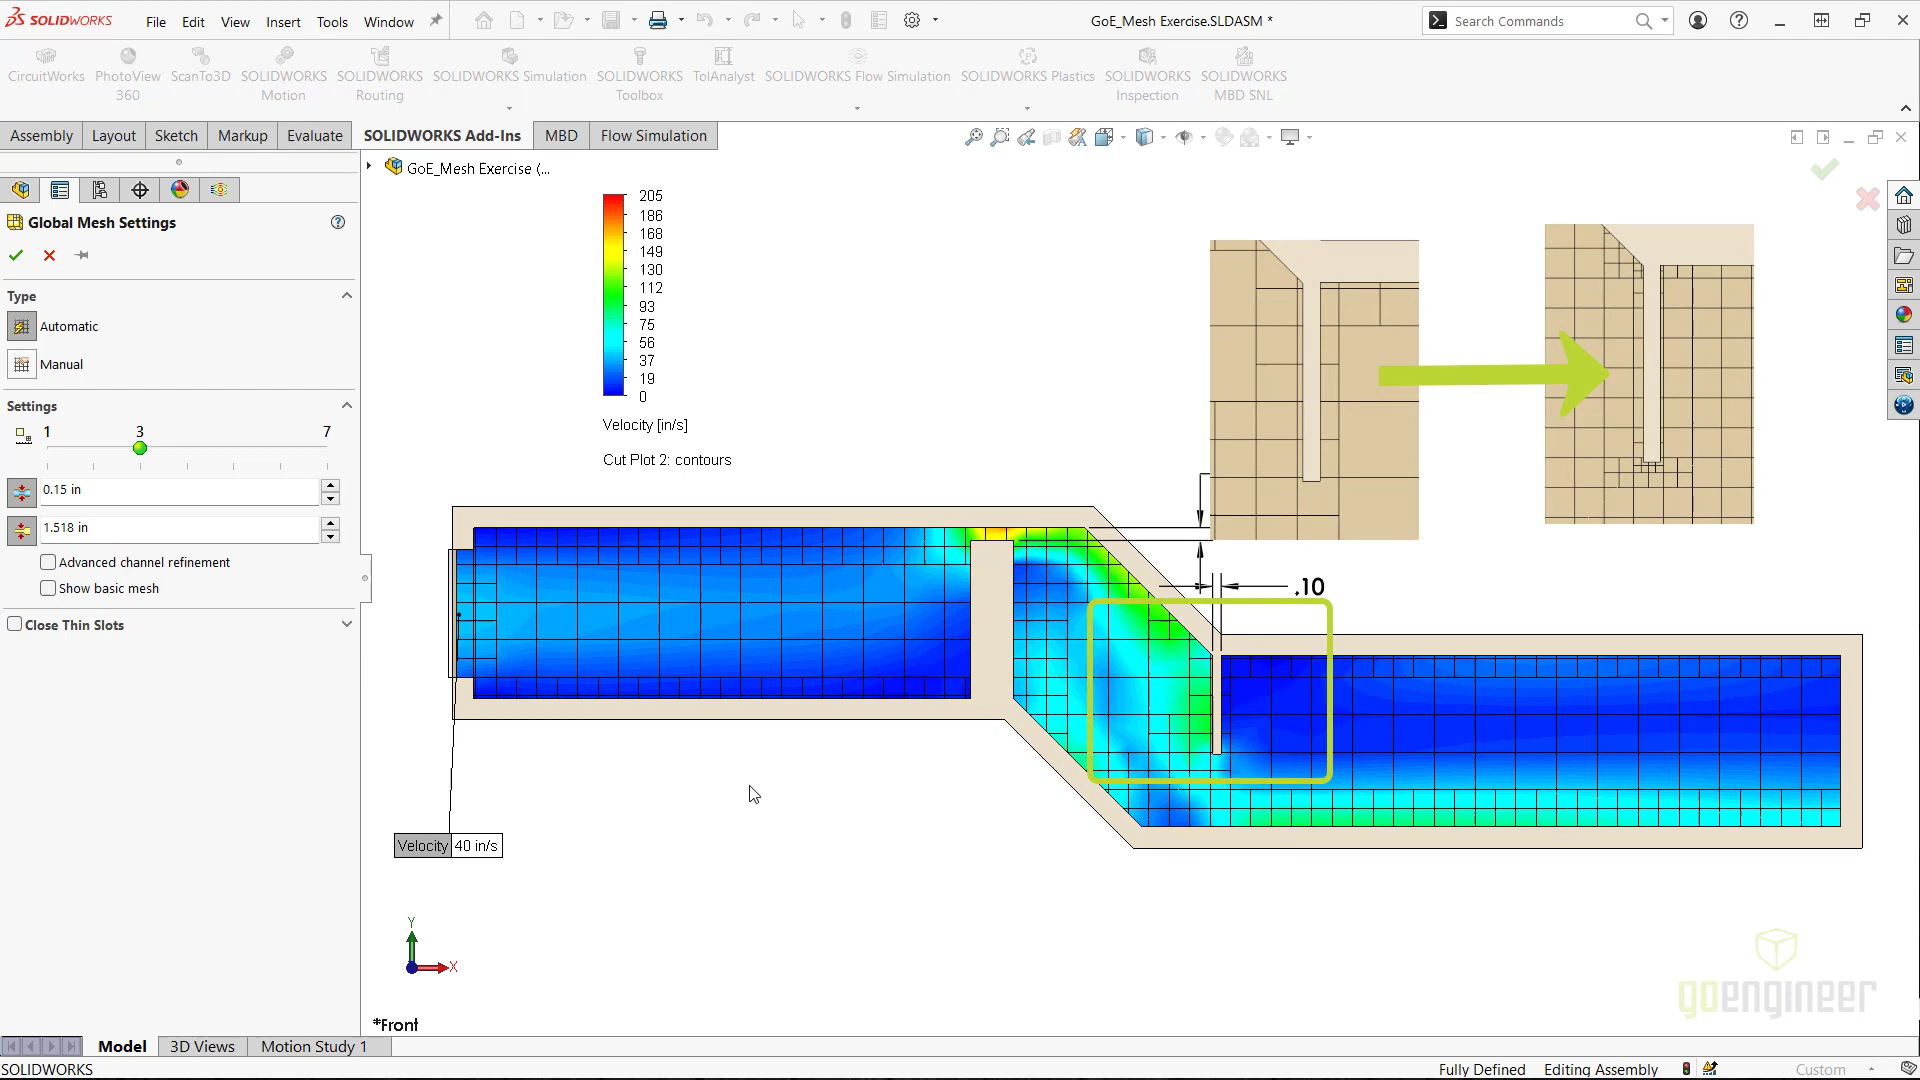 SOLIDWORKS File Edit View Insert Tools Window GoE_Mesh Exercise.SLDASM * Search Commands
CircuitWorks PhotoView 360 ScanTo3D SOLIDWORKS Motion SOLIDWORKS Routing SOLIDWORKS Simulation SOLIDWORKS Toolbox TolAnalyst SOLIDWORKS Flow Simulation SOLIDWORKS Plastics SOLIDWORKS Inspection SOLIDWORKS MBD SNL
Assembly Layout Sketch Markup Evaluate SOLIDWORKS Add-Ins MBD Flow Simulation
GoE_Mesh Exercise (...
Global Mesh Settings
Type
Automatic
Manual
Settings
1 3 7
0.15 in
1.518 in
Advanced channel refinement
Show basic mesh
Close Thin Slots
205
186
168
149
130
112
93
75
56
37
19
0
Velocity [in/s]
Cut Plot 2: contours
.10
Velocity 40 in/s
Y
X
*Front
goengineer
Model 3D Views Motion Study 1
SOLIDWORKS Fully Defined Editing Assembly Custom